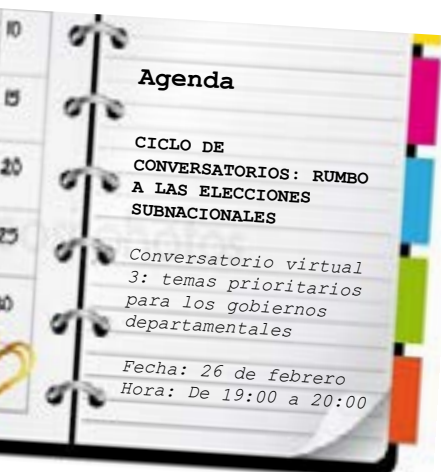 10
15
20
25
Agenda
CICLO DE
CONVERSATORIOS: RUMBO
A LAS ELECCIONES
SUBNACIONALES
Conversatorio virtual
3: temas prioritarios
para los gobiernos
departamentales
Fecha: 26 de febrero
Hora: De 19:00 a 20:00